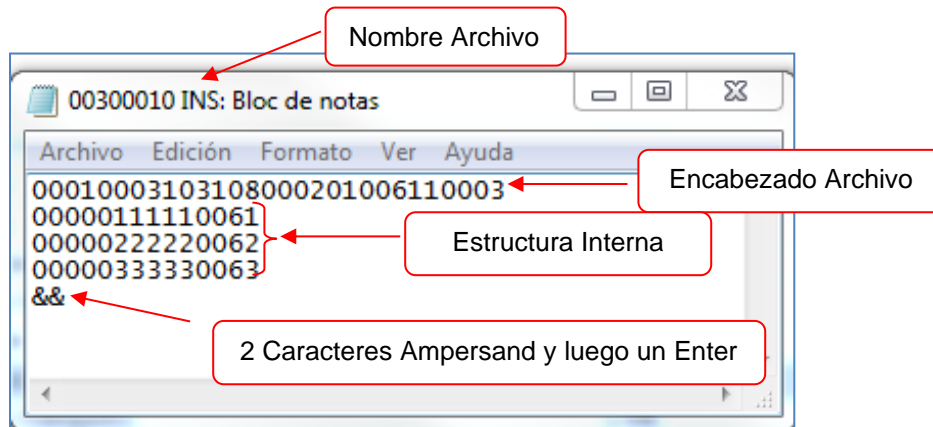 Nombre Archivo
00300010 INS: Bloc de notas
Archivo Edición Formato Ver Ayuda
00010003103108000201006110003
Encabezado Archivo
00000111110061
00000222220062
Estructura Interna
00000333330063
&&
2 Caracteres Ampersand y luego un Enter